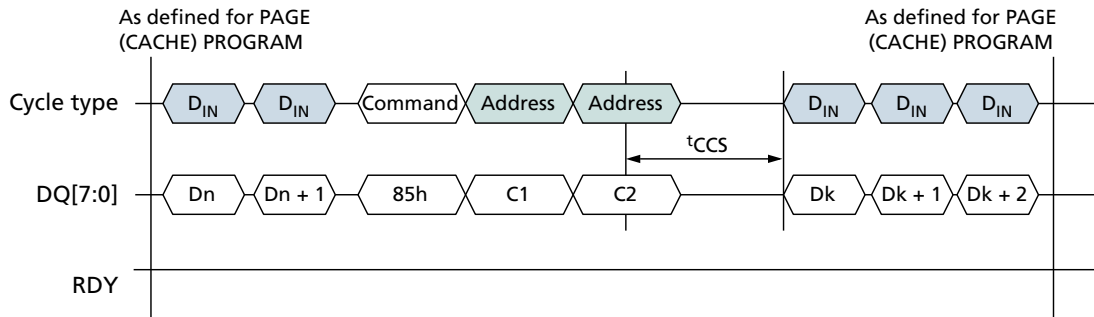 As defined for PAGE
(CACHE) PROGRAM
As defined for PAGE
(CACHE) PROGRAM
Cycle type
DIN DIN Command Address Address DIN DIN DIN
tCCS
DQ[7:0]
Dn Dn + 1 85h C1 C2 Dk Dk + 1 Dk + 2
RDY